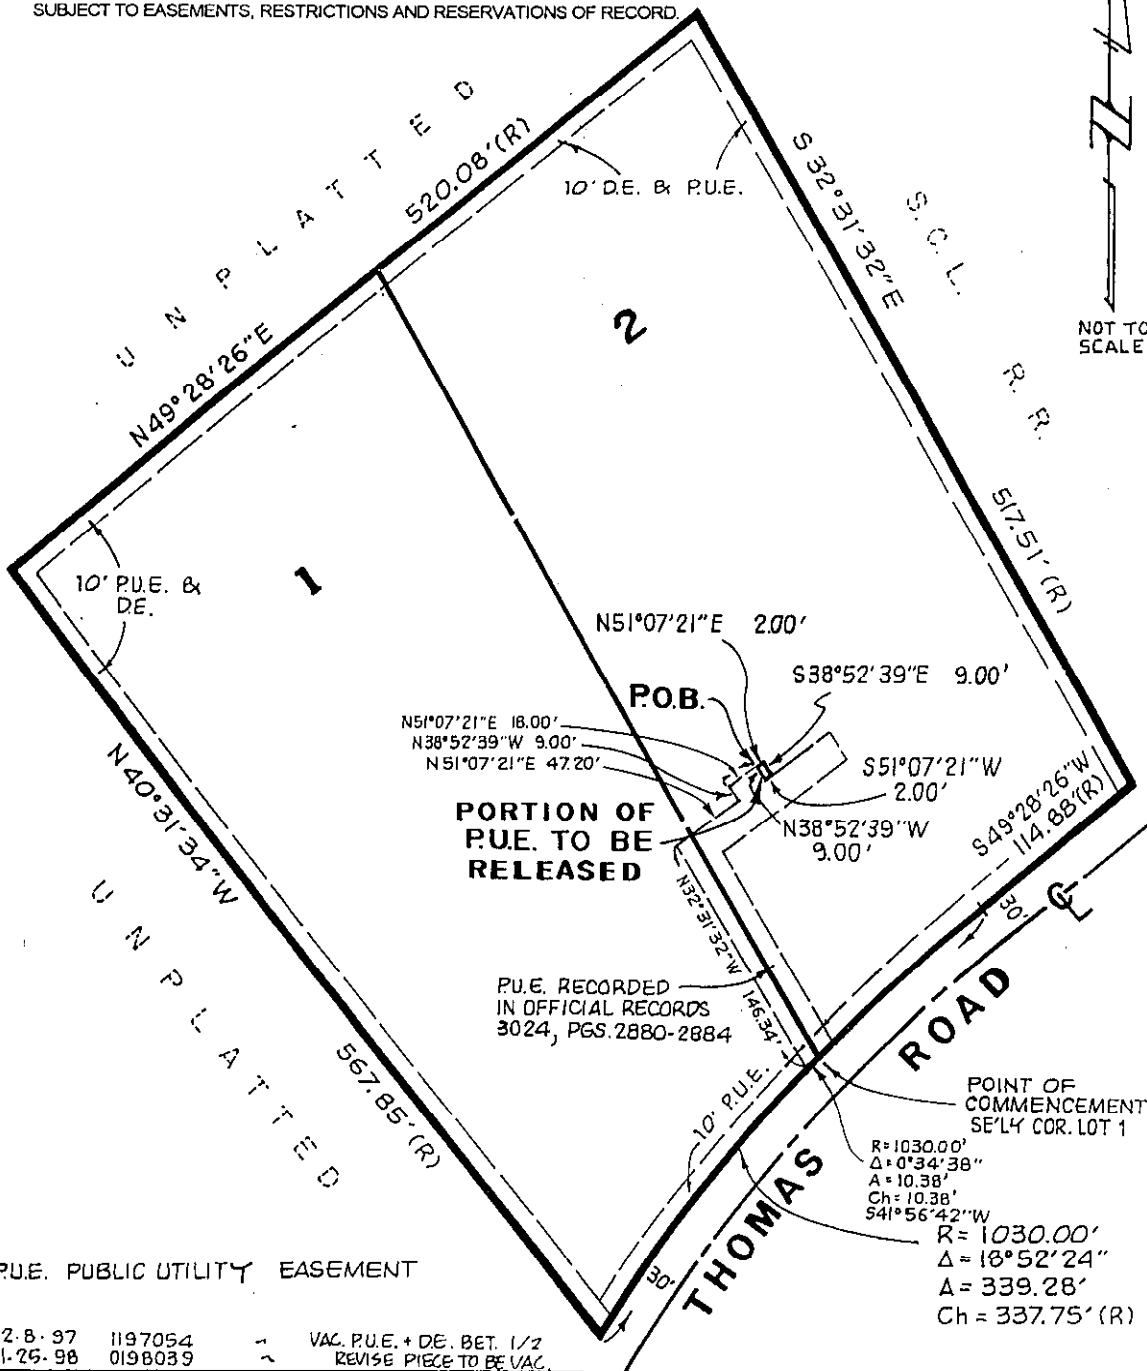 SUBJECT TO EASEMENTS, RESTRICTIONS AND RESERVATIONS OF RECORD.
UNPLATTED
520.08'(R)
N49°28'26"E
10' D.E. & P.U.E.
S 32°31'32"E
S.C.L. R.R.
517.51'(R)
N
NOT TO
SCALE
2
1
10' P.U.E. &
D.E.
N51°07'21"E 2.00'
S38°52'39"E 9.00'
P.O.B.
N51°07'21"E 18.00'
N38°52'39"W 9.00'
N51°07'21"E 47.20'
S51°07'21"W
2.00'
N38°52'39"W
9.00'
PORTION OF
P.U.E. TO BE
RELEASED
S49°28'26"W
114.88'(R)
30'
CL
N40°31'34"W
567.85'(R)
UNPLATTED
N32°31'32"W 146.34'
P.U.E. RECORDED
IN OFFICIAL RECORDS
3024, PGS. 2880-2884
10' P.U.E.
THOMAS ROAD
30'
POINT OF
COMMENCEMENT
SE'LY COR. LOT 1
R=1030.00'
Δ=0°34'38"
A=10.38'
Ch=10.38'
S41°56'42"W
R=1030.00'
Δ=18°52'24"
A=339.28'
Ch=337.75'(R)
P.U.E. PUBLIC UTILITY EASEMENT
2.8.97 1197054 ~ VAC. P.U.E. + D.E. BET. 1/2
1.25.98 0198039 ~ REVISE PIECE TO BE VAC.